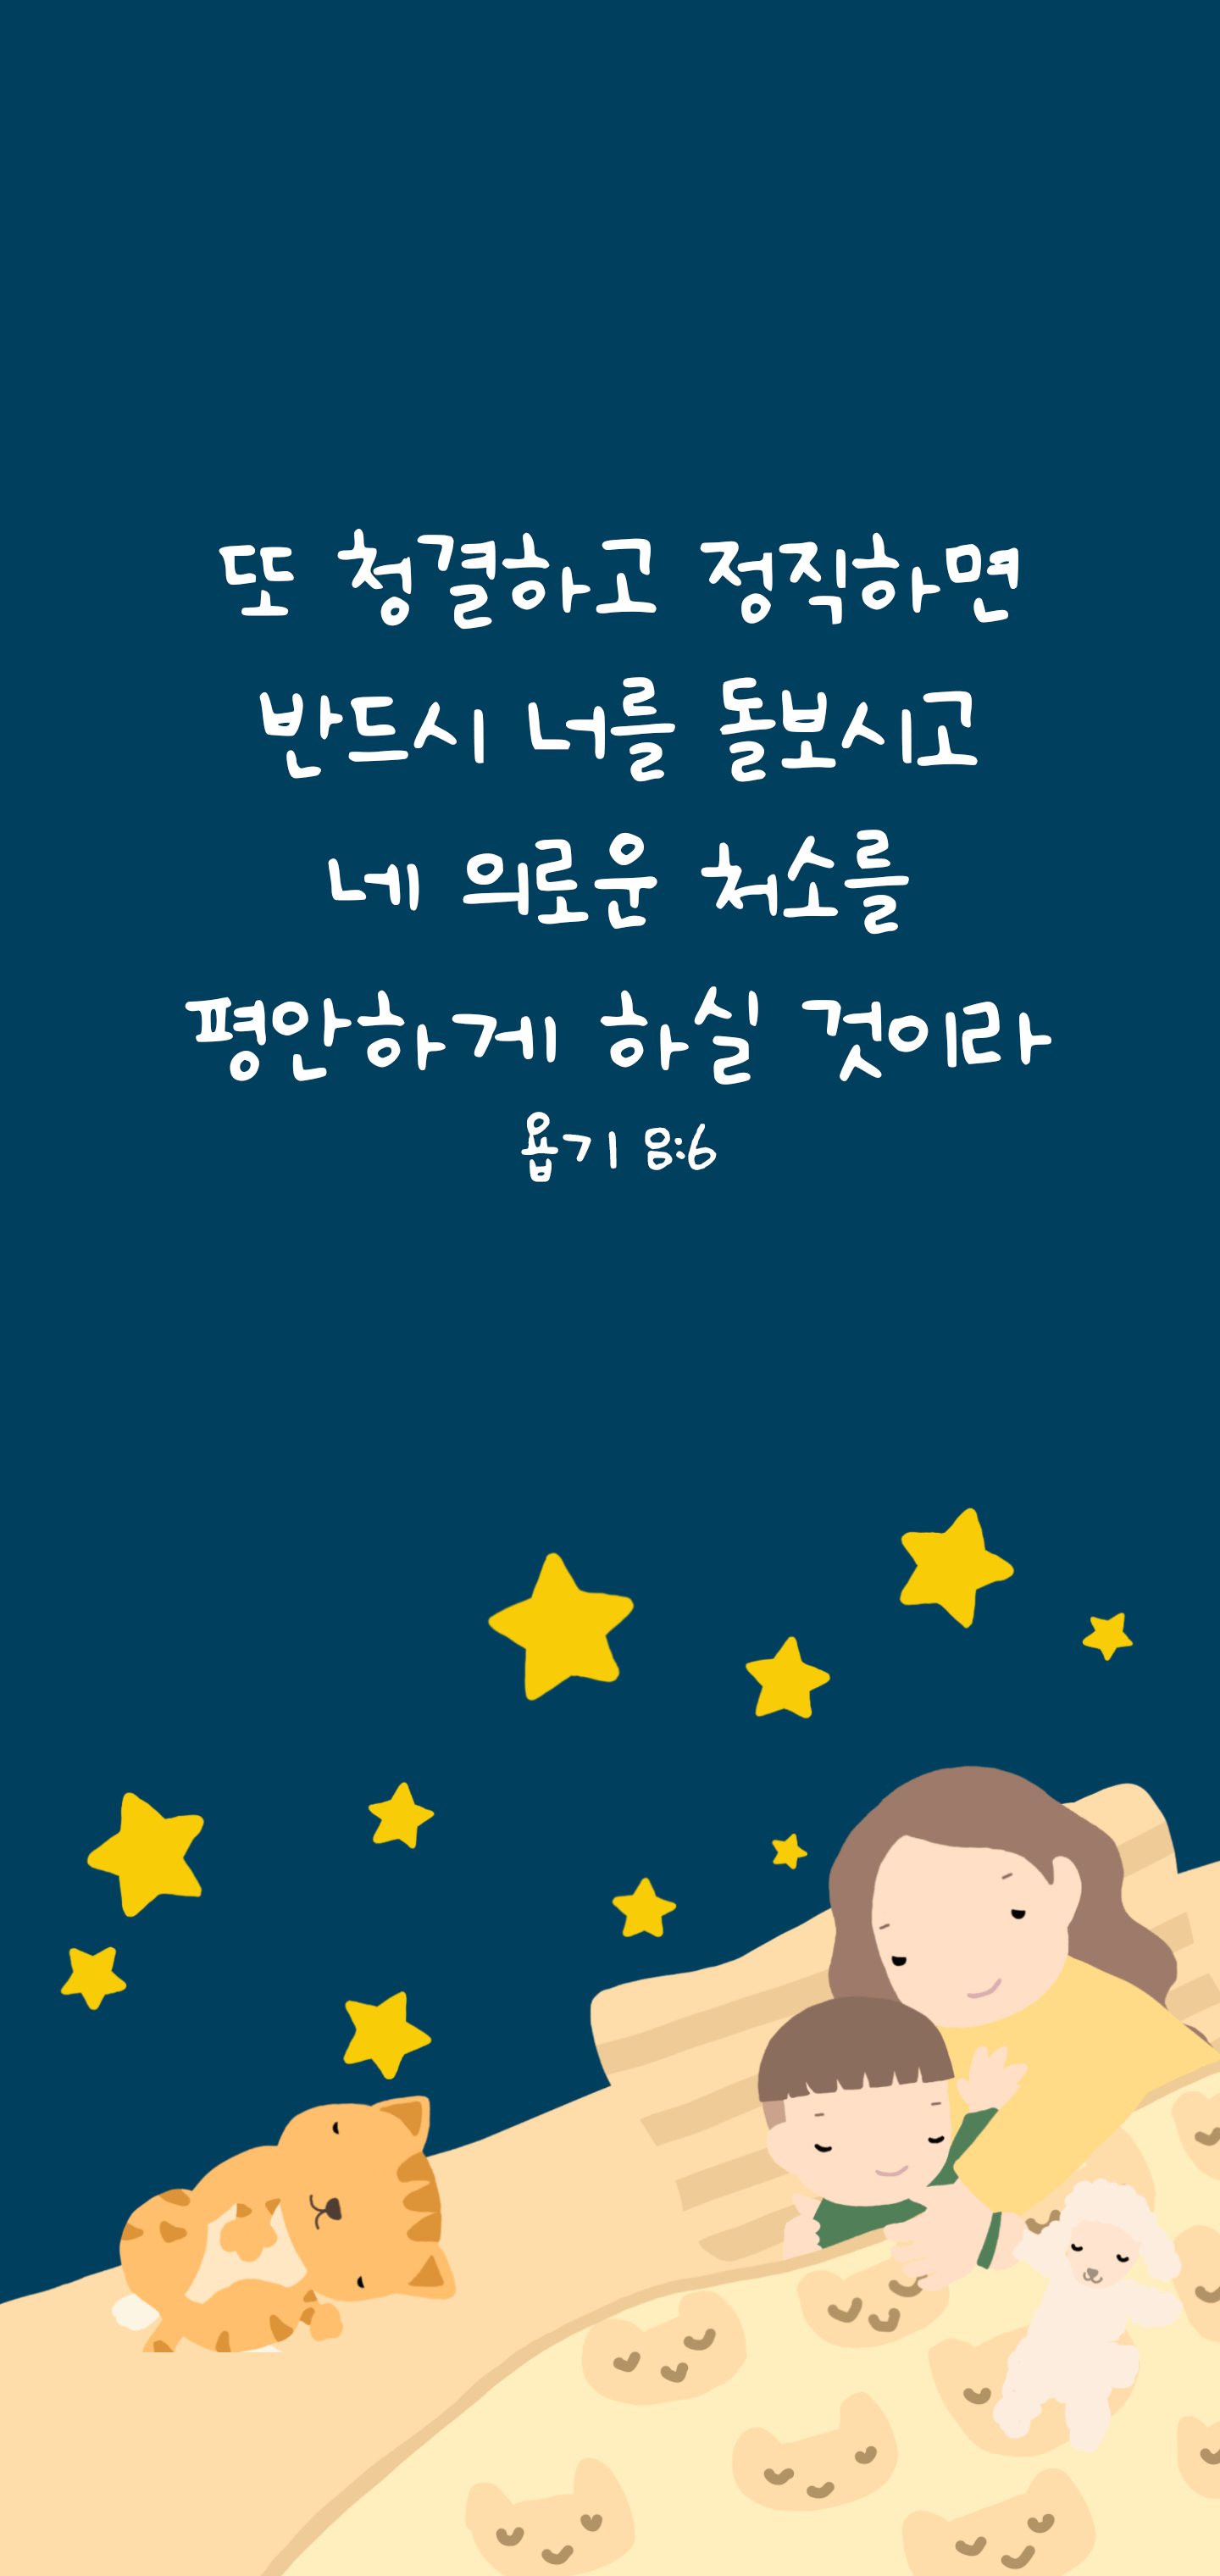 또 청결하고 정직하면
반드시 너를 돌보시고
네 의로운 처소를
평안하게 하실 것이라
욥기 8:6